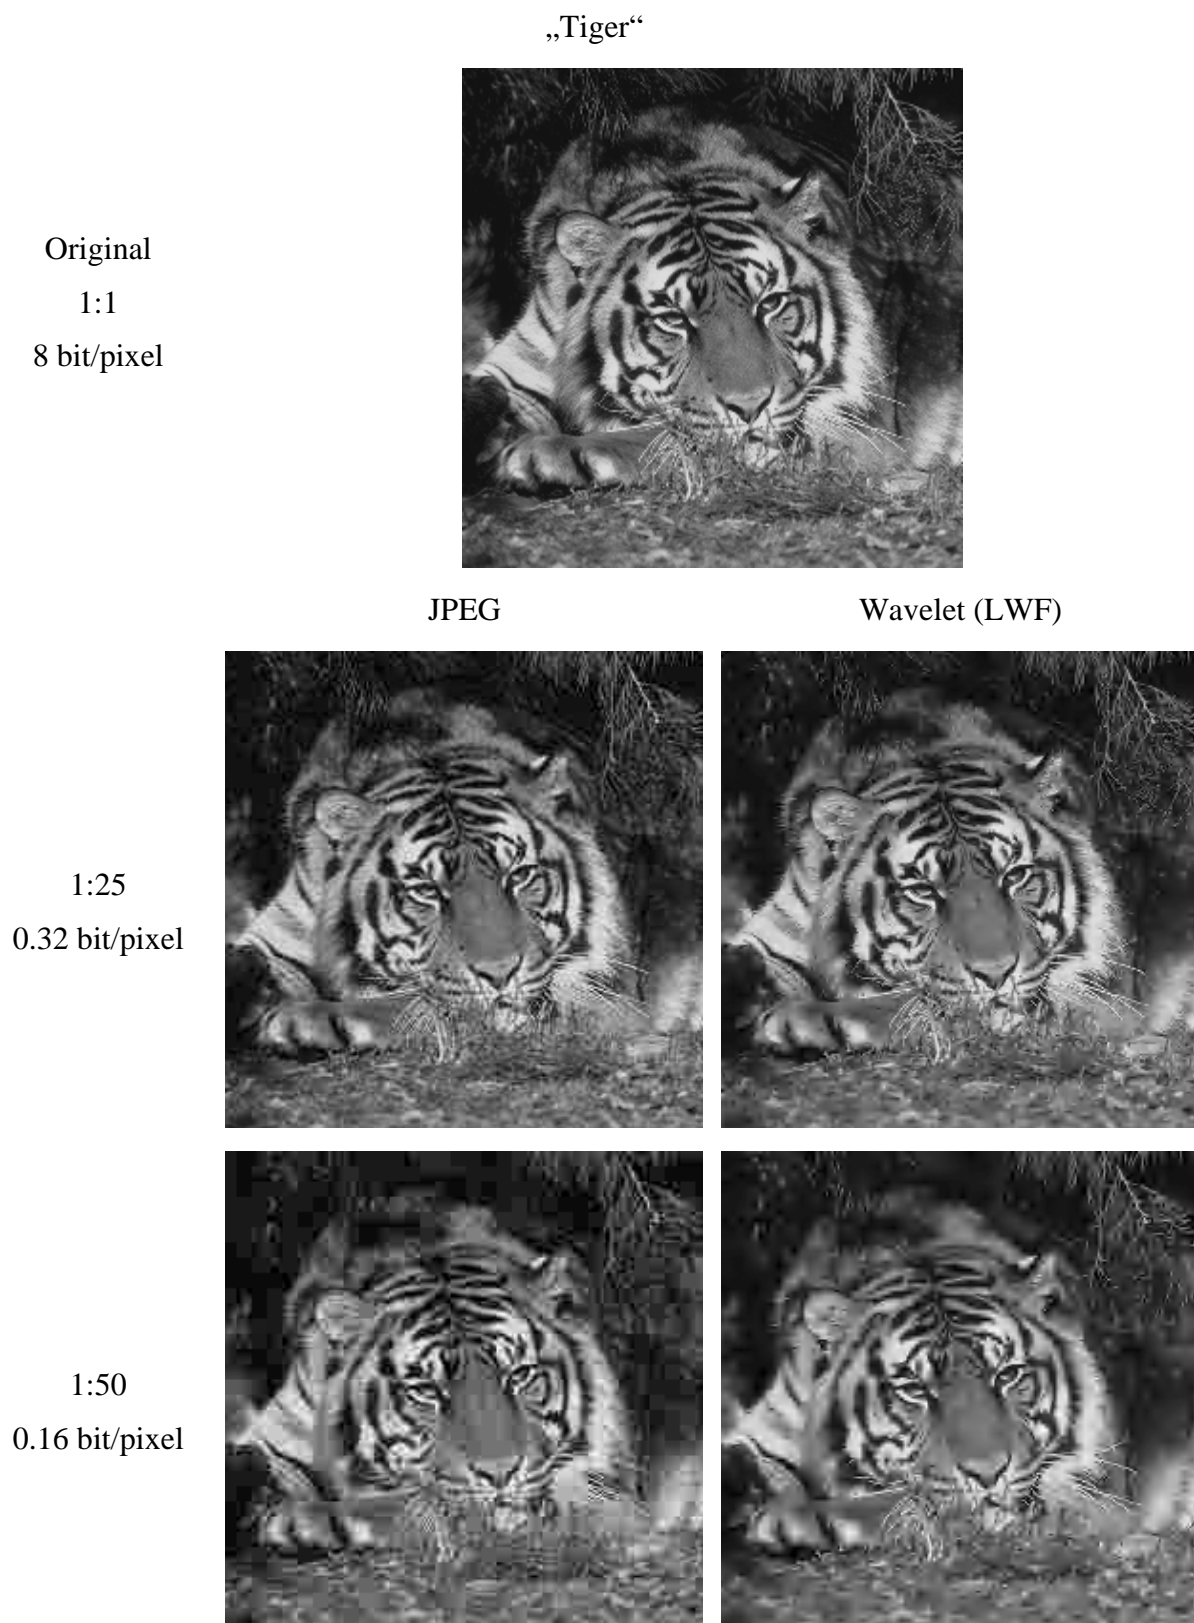 „Tiger“
Original
1:1
8 bit/pixel
JPEG
Wavelet (LWF)
1:25
0.32 bit/pixel
1:50
0.16 bit/pixel